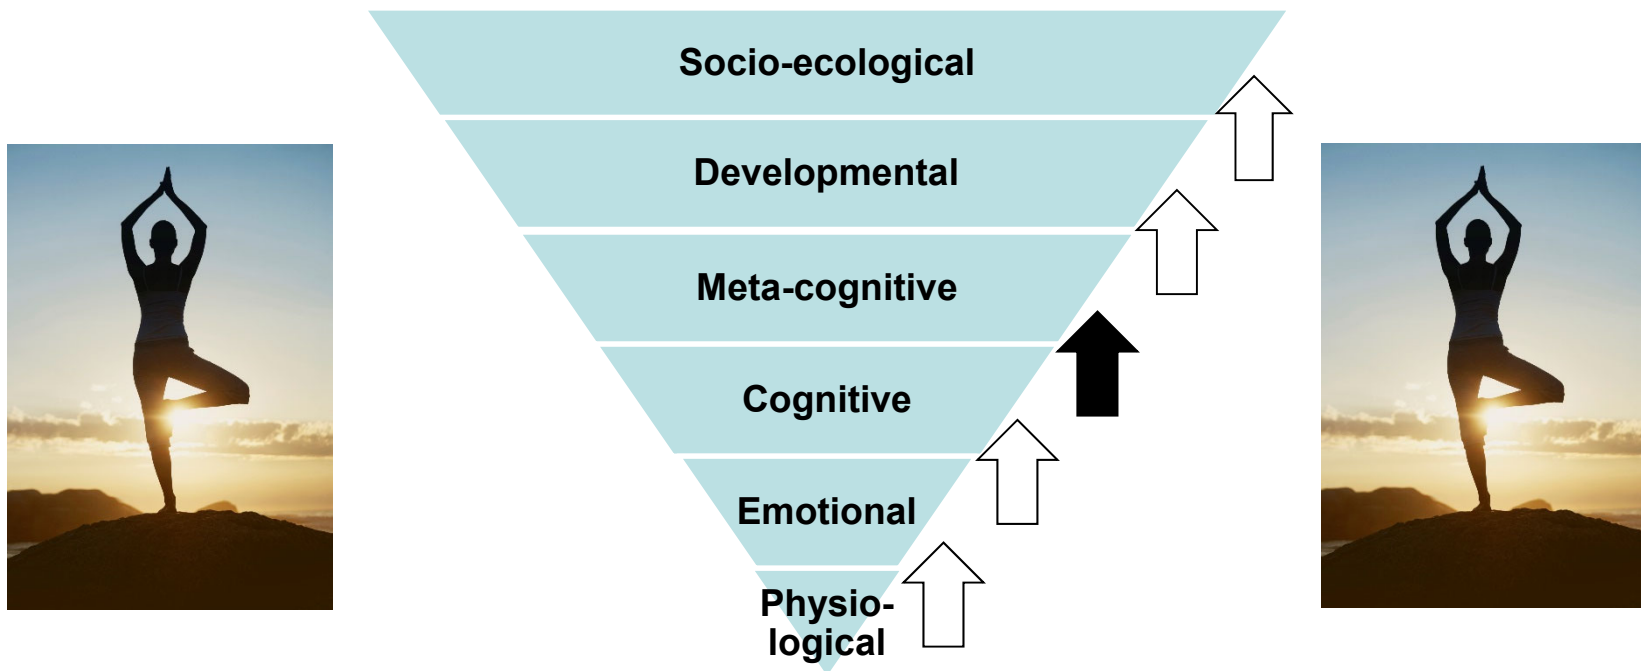 Socio-ecological
Developmental
Meta-cognitive
Cognitive
Emotional
Physio-
logical